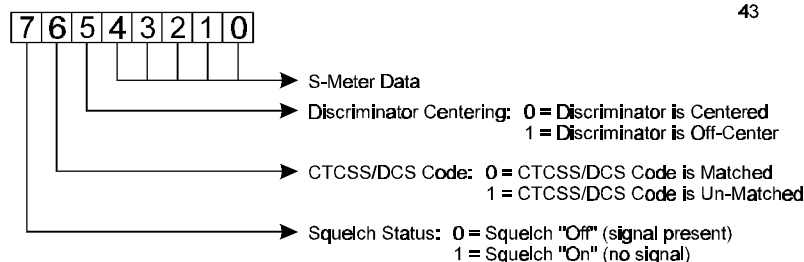 43
7 6 5 4 3 2 1 0
S-Meter Data
Discriminator Centering: 0 = Discriminator is Centered
1 = Discriminator is Off-Center
CTCSS/DCS Code: 0 = CTCSS/DCS Code is Matched
1 = CTCSS/DCS Code is Un-Matched
Squelch Status: 0 = Squelch "Off" (signal present)
1 = Squelch "On" (no signal)